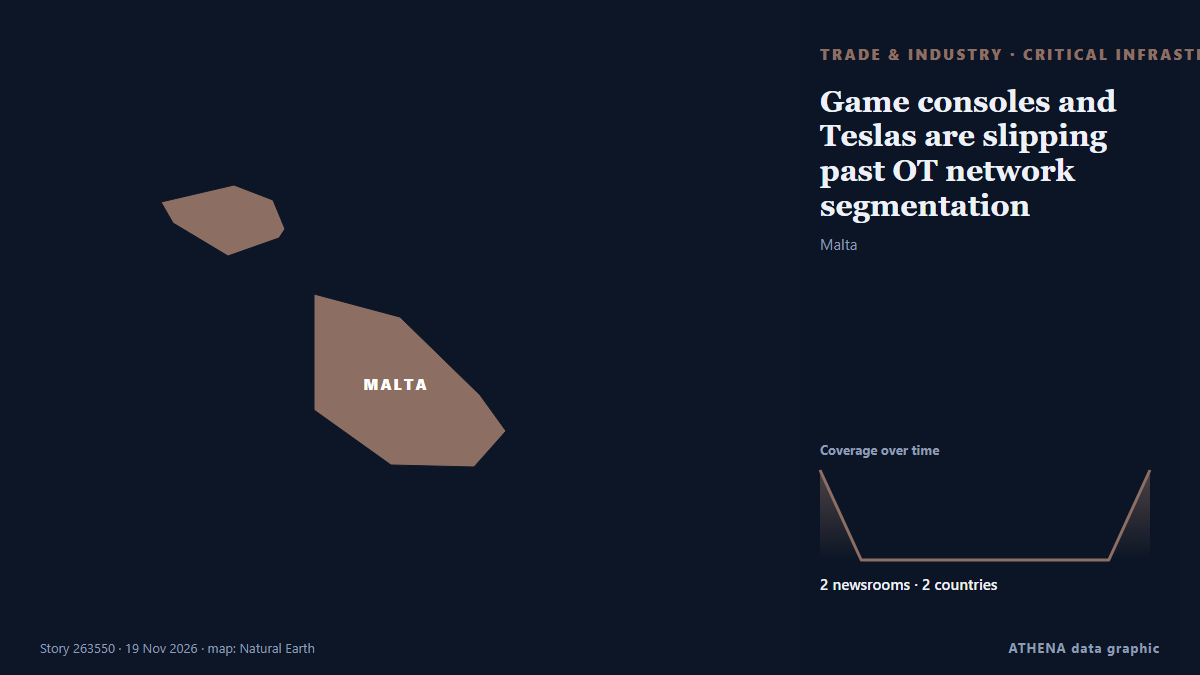 TRADE & INDUSTRY · CRITICAL INFRAST
Game consoles and
Teslas are slipping
past OT network
segmentation
Malta
MALTA
Coverage over time
2 newsrooms · 2 countries
Story 263550 · 19 Nov 2026 · map: Natural Earth
ATHENA data graphic